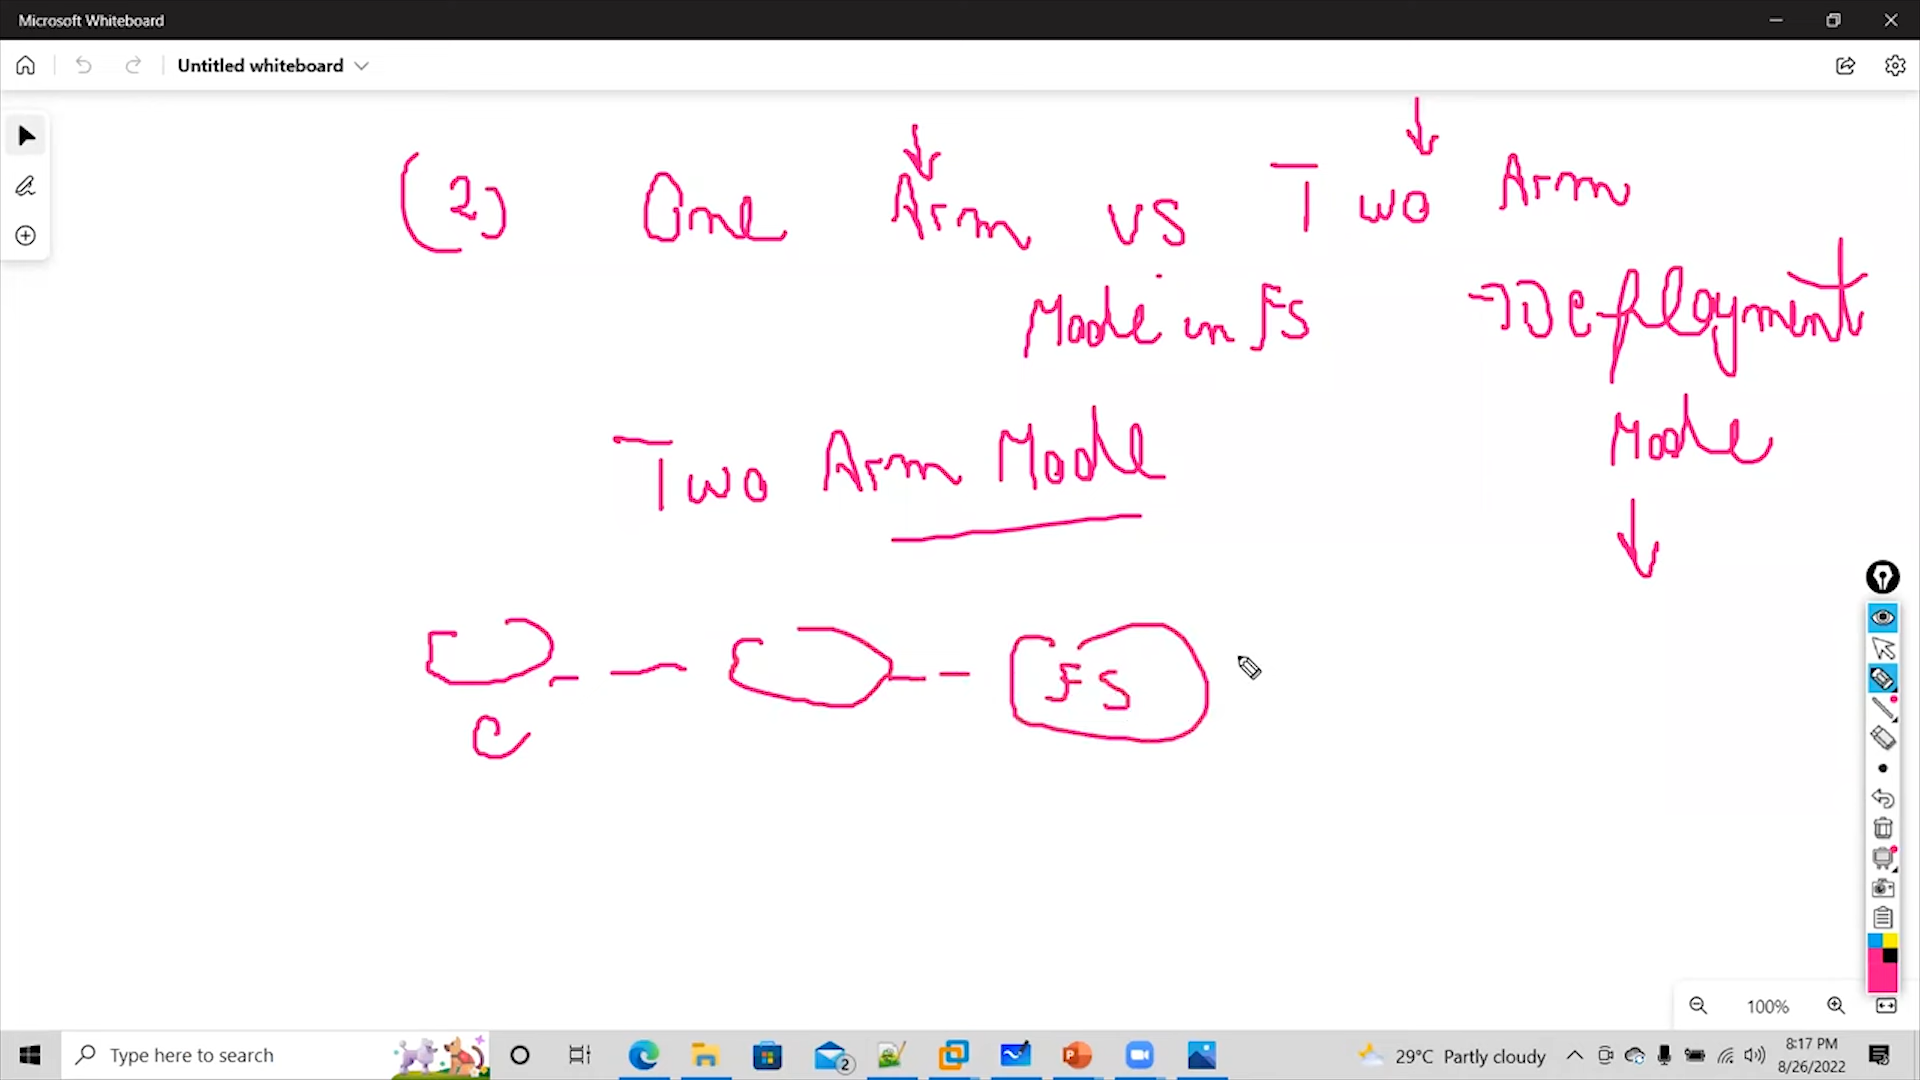 Microsoft Whiteboard
Untitled whiteboard
(2) One Arm VS Two Arm
Mode in FS → Deployment
Mode
Two Arm Mode
FS
C
100%
Type here to search
2
29°C Partly cloudy
8:17 PM
8/26/2022